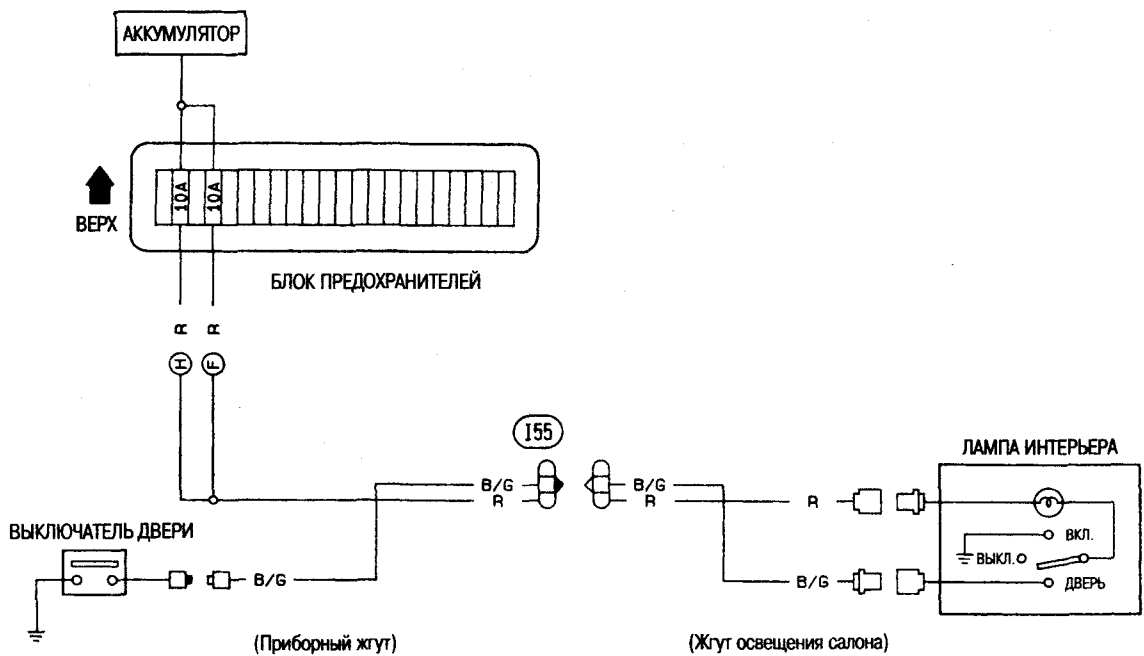 АККУМУЛЯТОР
10A
10A
ВЕРХ
БЛОК ПРЕДОХРАНИТЕЛЕЙ
R
R
H
F
I55
ЛАМПА ИНТЕРЬЕРА
B/G
B/G
R
R
R
ВКЛ.
ВЫКЛ.
ДВЕРЬ
ВЫКЛЮЧАТЕЛЬ ДВЕРИ
B/G
B/G
(Приборный жгут)
(Жгут освещения салона)